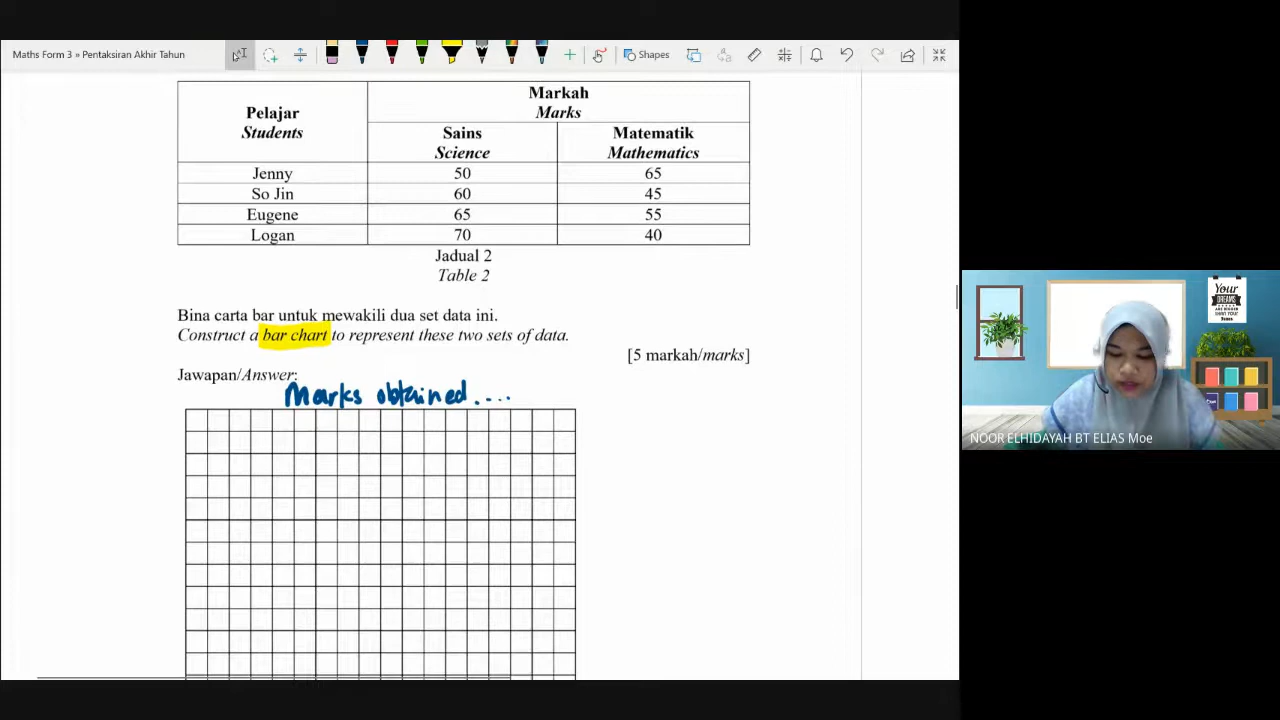 Maths Form 3 » Pentaksiran Akhir Tahun
Shapes
Pelajar
Students
Markah
Marks
Sains
Science
Matematik
Mathematics
Jenny 50 65
So Jin 60 45
Eugene 65 55
Logan 70 40
Jadual 2
Table 2
Bina carta bar untuk mewakili dua set data ini.
Construct a bar chart to represent these two sets of data.
[5 markah/marks]
Jawapan/Answer:
Marks obtained....
Your
DREAMS
NOOR ELHIDAYAH BT ELIAS Moe